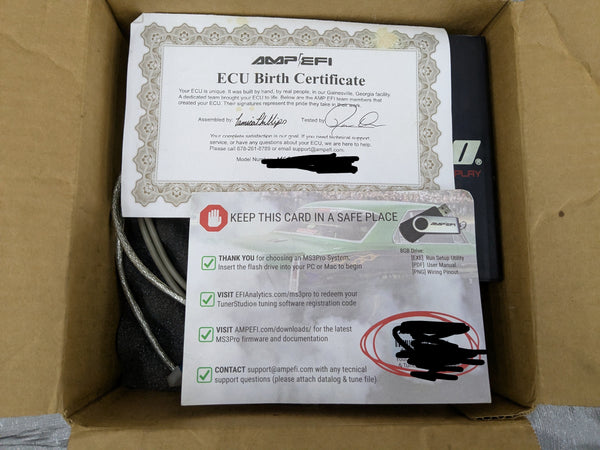 AMP EFI
ECU Birth Certificate
Your ECU is unique. It was built by hand, by real people, in our Gainesville, Georgia facility.
A dedicated team brought your ECU to life. Below are the AMP EFI team members that
created your ECU. Their signatures represent the pride they take in their work.
Assembled by:
Tested by:
Your complete satisfaction is our goal. If you need technical support,
service, or have any questions about your ECU, we are here to help.
Please call 678-261-8785 or email support@ampefi.com.
Model Number:
PLAY
KEEP THIS CARD IN A SAFE PLACE
AMP EFI
8GB Drive:
[EXE] Run Setup Utility
[PDF] User Manual
[PNG] Wiring Pinout
THANK YOU for choosing an MS3Pro System.
Insert the flash drive into your PC or Mac to begin
VISIT EFIAnalytics.com/ms3pro to redeem your
TunerStudio tuning software registration code
VISIT AMPEFI.com/downloads/ for the latest
MS3Pro firmware and documentation
CONTACT support@ampefi.com with any tecnical
support questions (please attach datalog & tune file)